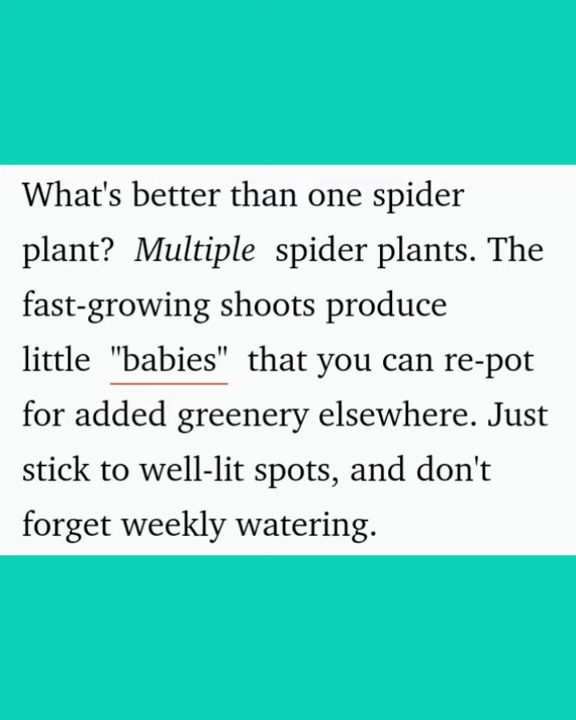 What's better than one spider
plant? Multiple spider plants. The
fast-growing shoots produce
little "babies" that you can re-pot
for added greenery elsewhere. Just
stick to well-lit spots, and don't
forget weekly watering.